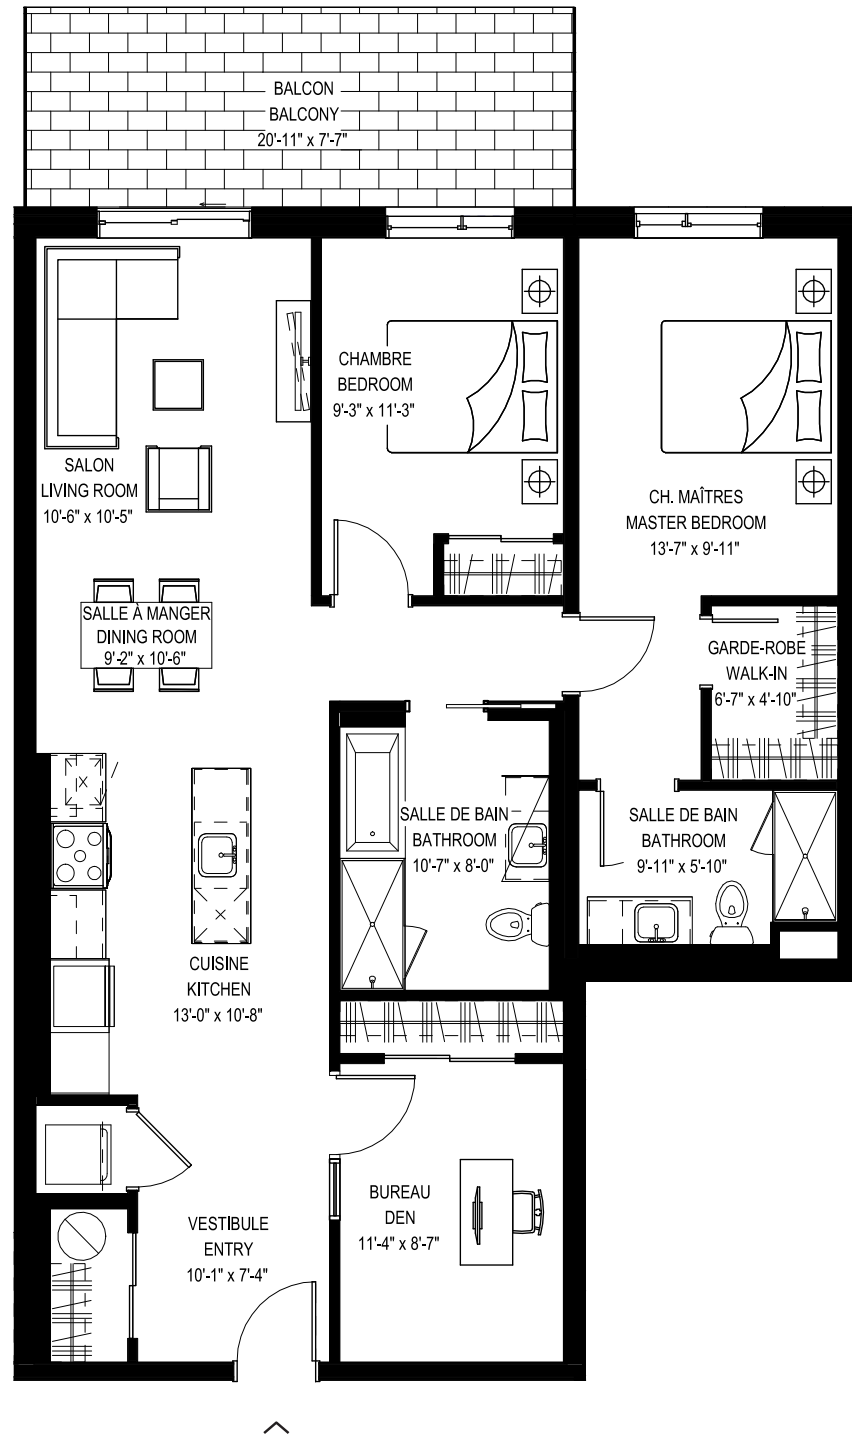 BALCON
BALCONY
20'-11" x 7'-7"
CHAMBRE
BEDROOM
9'-3" x 11'-3"
SALON
LIVING ROOM
10'-6" x 10'-5"
CH. MAÎTRES
MASTER BEDROOM
13'-7" x 9'-11"
SALLE À MANGER
DINING ROOM
9'-2" x 10'-6"
GARDE-ROBE
WALK-IN
6'-7" x 4'-10"
SALLE DE BAIN
BATHROOM
10'-7" x 8'-0"
SALLE DE BAIN
BATHROOM
9'-11" x 5'-10"
CUISINE
KITCHEN
13'-0" x 10'-8"
BUREAU
DEN
11'-4" x 8'-7"
VESTIBULE
ENTRY
10'-1" x 7'-4"